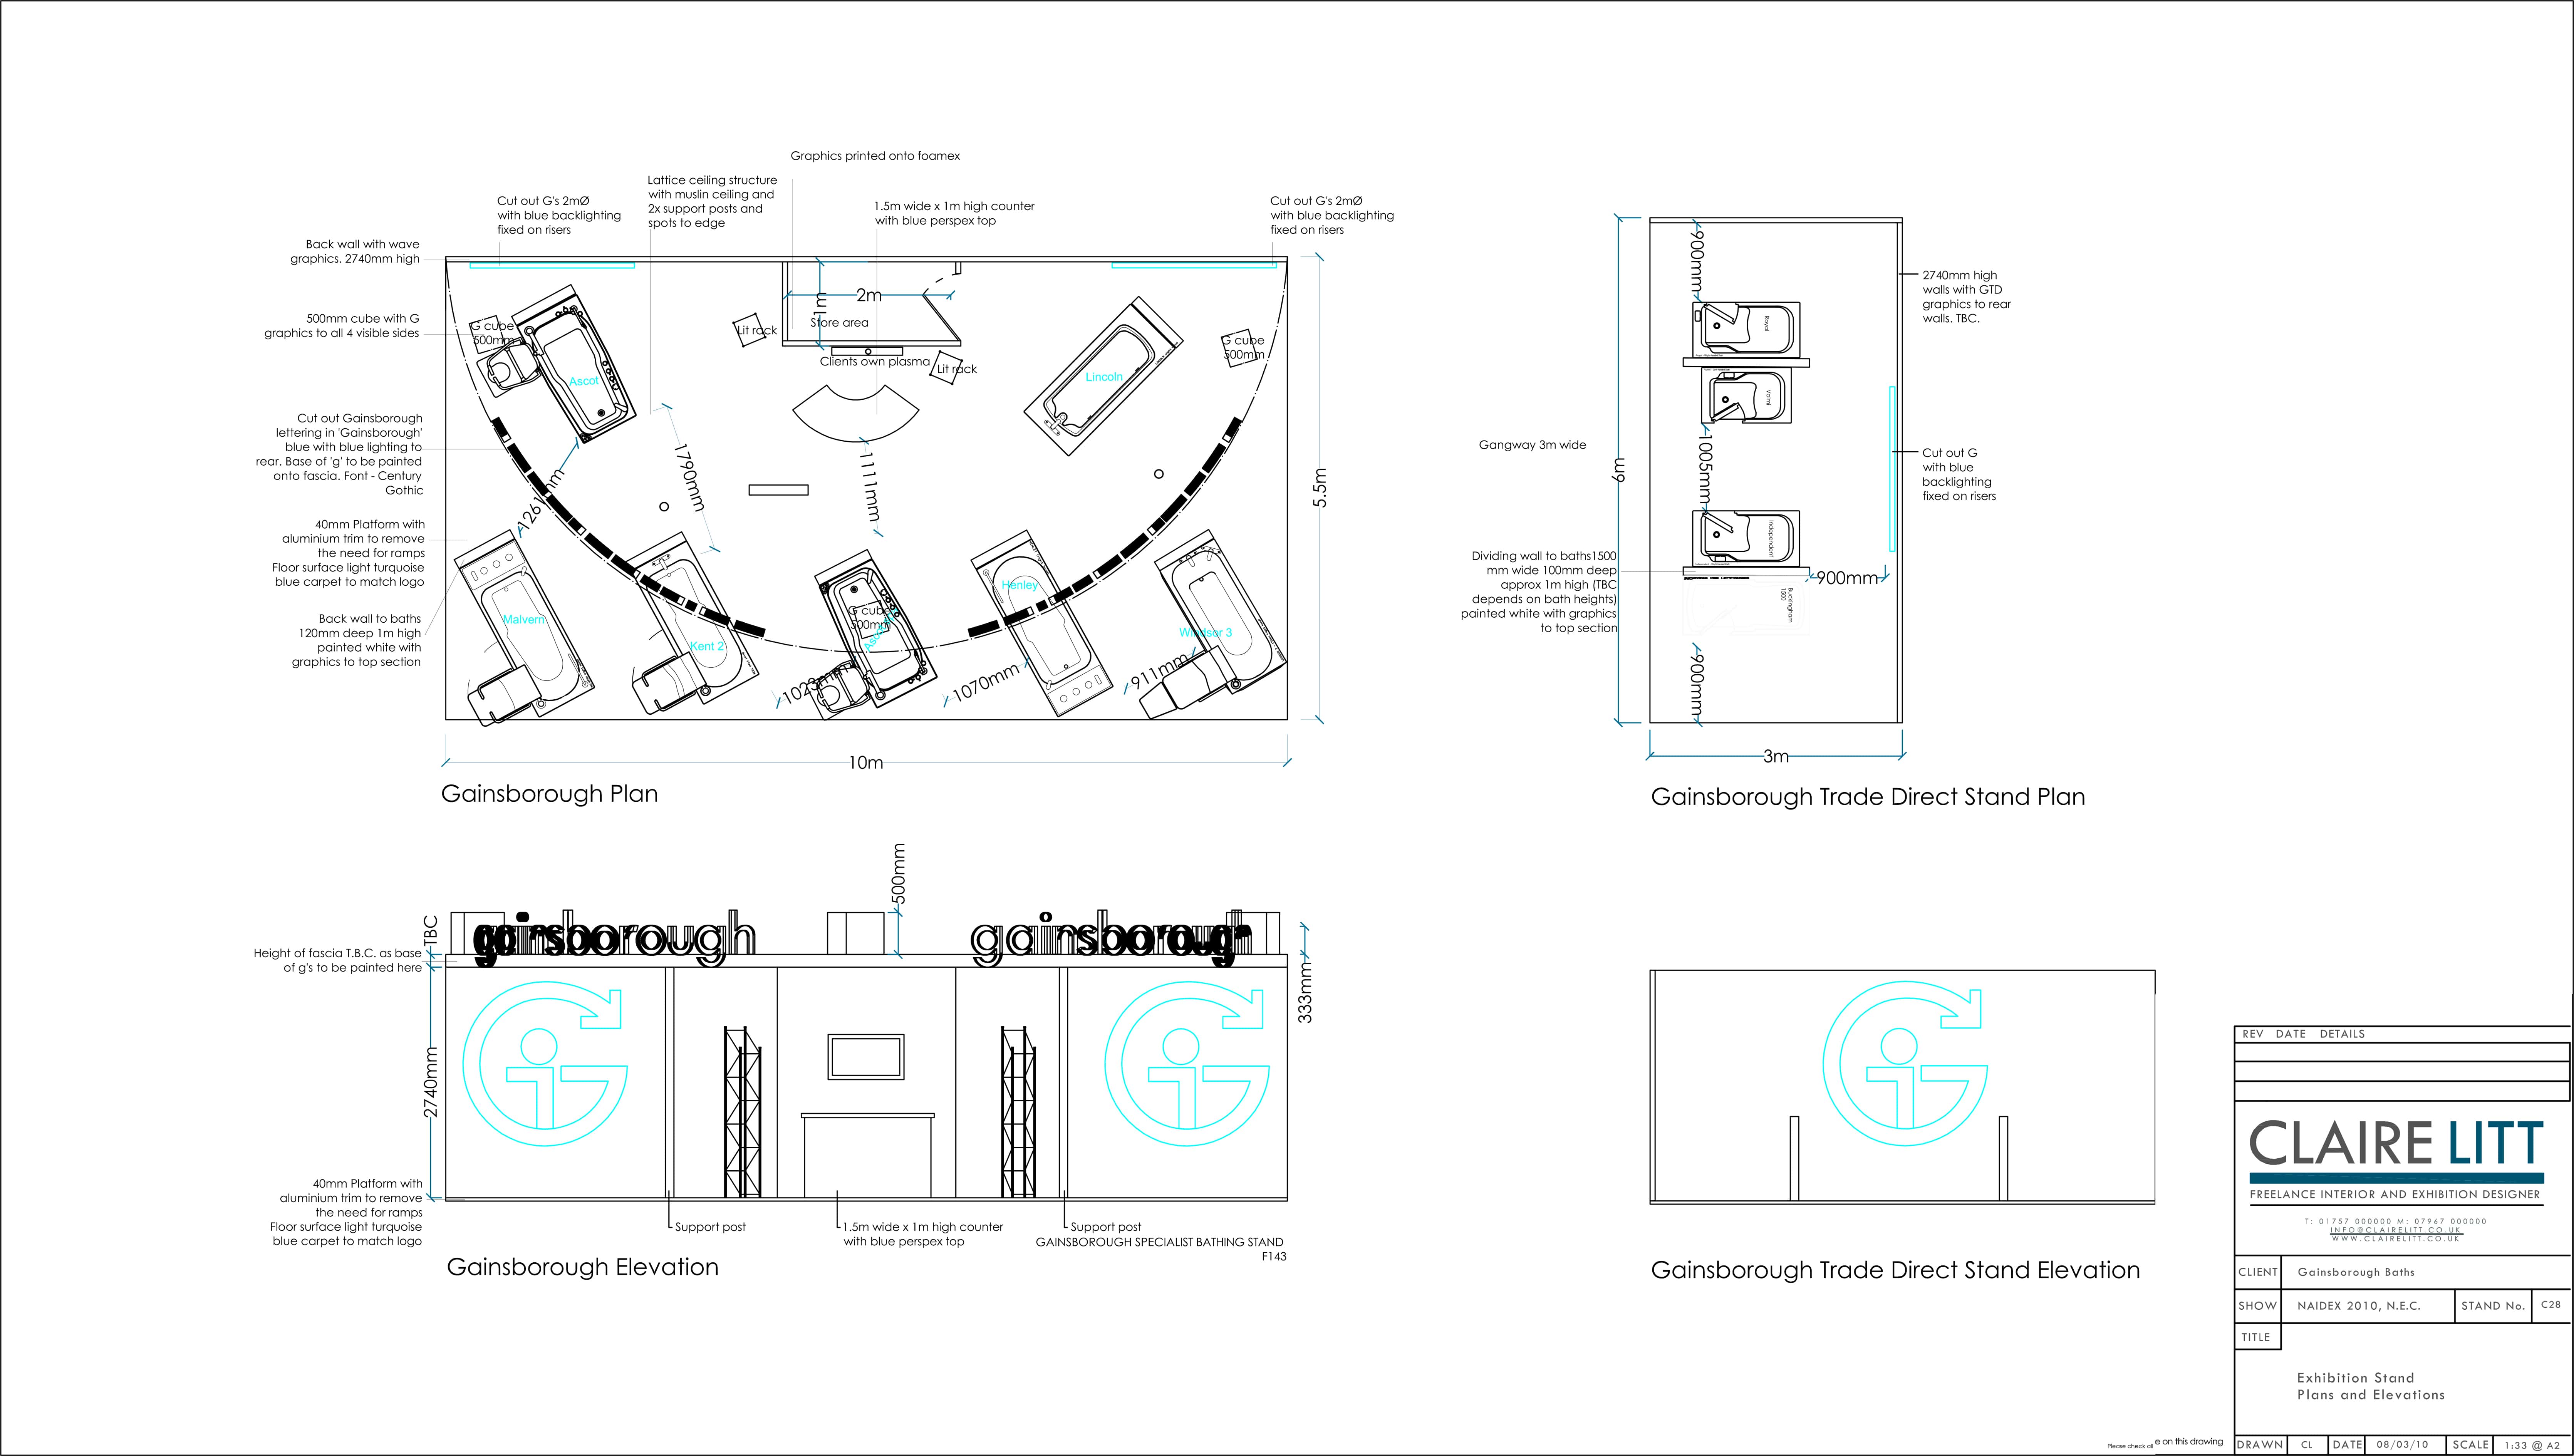 Graphics printed onto foamex
Lattice ceiling structure
with muslin ceiling and
2x support posts and
spots to edge
Cut out G's 2mØ
with blue backlighting
fixed on risers
1.5m wide x 1m high counter
with blue perspex top
Cut out G's 2mØ
with blue backlighting
fixed on risers
Back wall with wave
graphics. 2740mm high
500mm cube with G
graphics to all 4 visible sides
Cut out Gainsborough
lettering in 'Gainsborough'
blue with blue lighting to
rear. Base of 'g' to be painted
onto fascia. Font - Century
Gothic
40mm Platform with
aluminium trim to remove
the need for ramps
Floor surface light turquoise
blue carpet to match logo
Back wall to baths
120mm deep 1m high
painted white with
graphics to top section
G cube
500mm
Ascot
Lit rack
2m
1m
Store area
Clients own plasma
Lit rack
Lincoln
G cube
500mm
1261mm
1790mm
1111mm
5.5m
Malvern
Kent 2
G cube
500mm
Henley
Windsor 3
1023mm
1070mm
911mm
10m
Gainsborough Plan
900mm
Royal
1005mm
Independent
Buckingham
1500
900mm
900mm
6m
3m
Gangway 3m wide
Dividing wall to baths1500
mm wide 100mm deep
approx 1m high (TBC
depends on bath heights)
painted white with graphics
to top section
2740mm high
walls with GTD
graphics to rear
walls. TBC.
Cut out G
with blue
backlighting
fixed on risers
Gainsborough Trade Direct Stand Plan
500mm
TBC
gainsborough
gainsborough
333mm
Height of fascia T.B.C. as base
of g's to be painted here
2740mm
40mm Platform with
aluminium trim to remove
the need for ramps
Floor surface light turquoise
blue carpet to match logo
Support post
1.5m wide x 1m high counter
with blue perspex top
Support post
GAINSBOROUGH SPECIALIST BATHING STAND
F143
Gainsborough Elevation
Gainsborough Trade Direct Stand Elevation
REV DATE DETAILS
CLAIRE LITT
FREELANCE INTERIOR AND EXHIBITION DESIGNER
T: 01757 000000 M: 07967 000000
INFO@CLAIRELITT.CO.UK
WWW.CLAIRELITT.CO.UK
CLIENT Gainsborough Baths
SHOW NAIDEX 2010, N.E.C. STAND No. C28
TITLE
Exhibition Stand
Plans and Elevations
DRAWN CL DATE 08/03/10 SCALE 1:33 @ A2
Please check all e on this drawing